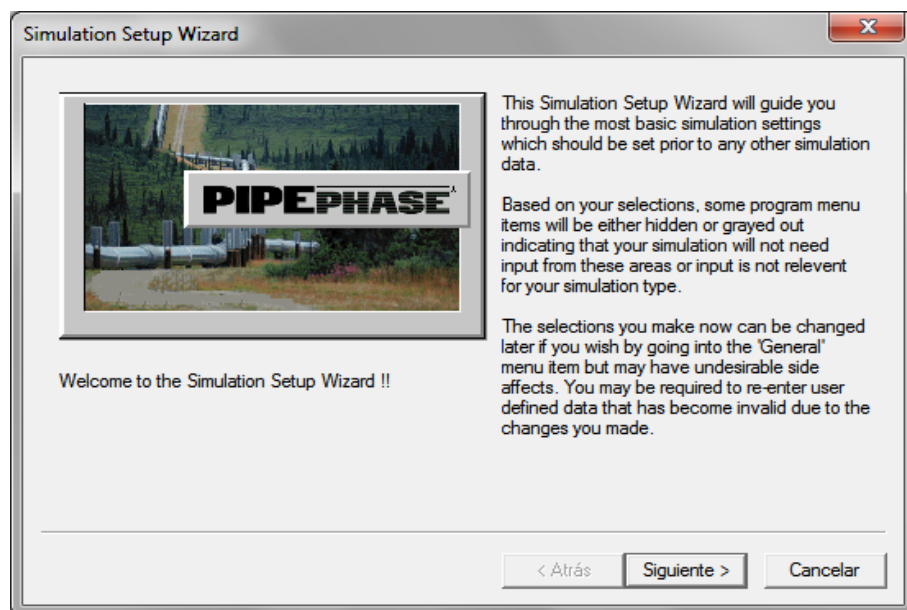 Simulation Setup Wizard
PIPEPHASE
This Simulation Setup Wizard will guide you
through the most basic simulation settings
which should be set prior to any other simulation
data.
Based on your selections, some program menu
items will be either hidden or grayed out
indicating that your simulation will not need
input from these areas or input is not relevent
for your simulation type.
The selections you make now can be changed
later if you wish by going into the 'General'
menu item but may have undesirable side
affects. You may be required to re-enter user
defined data that has become invalid due to the
changes you made.
Welcome to the Simulation Setup Wizard !!
< Atrás
Siguiente >
Cancelar